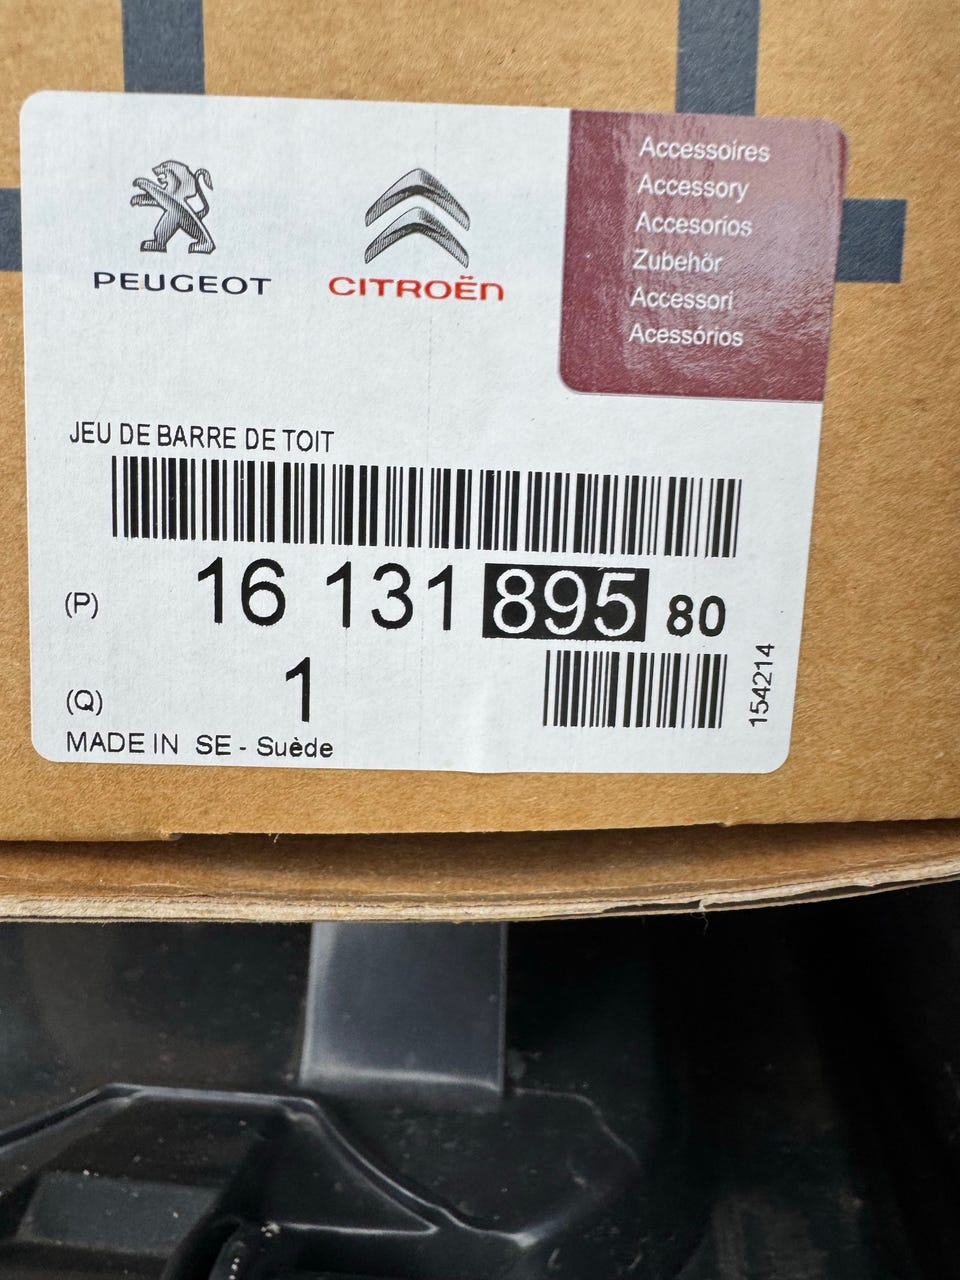 PEUGEOT
CITROËN
Accessoires
Accessory
Accesorios
Zubehör
Accessori
Acessórios
JEU DE BARRE DE TOIT
(P) 16 131 895 80
(Q) 1
154214
MADE IN SE - Suède